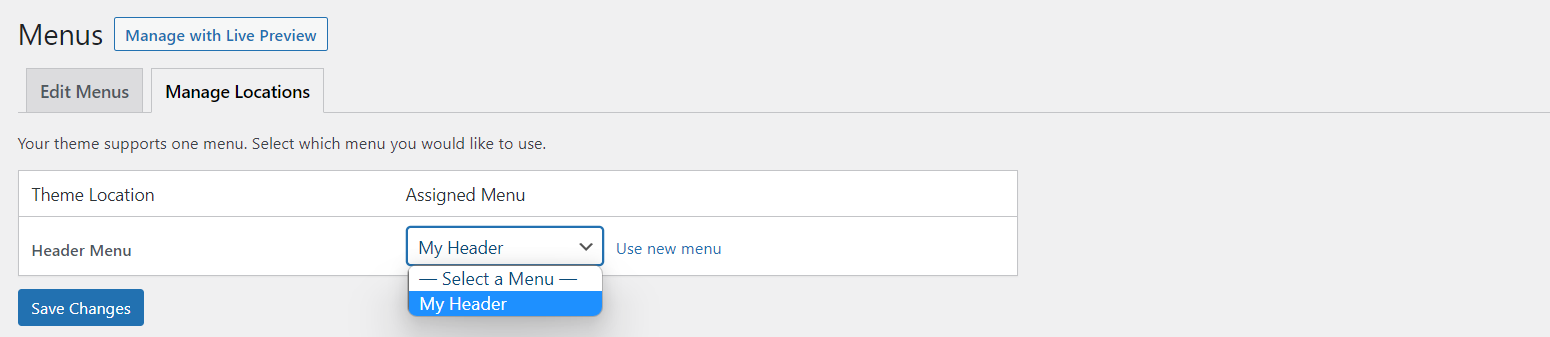 Menus Manage with Live Preview
Edit Menus Manage Locations
Your theme supports one menu. Select which menu you would like to use.
Theme Location Assigned Menu
Header Menu My Header Use new menu
— Select a Menu —
My Header
Save Changes